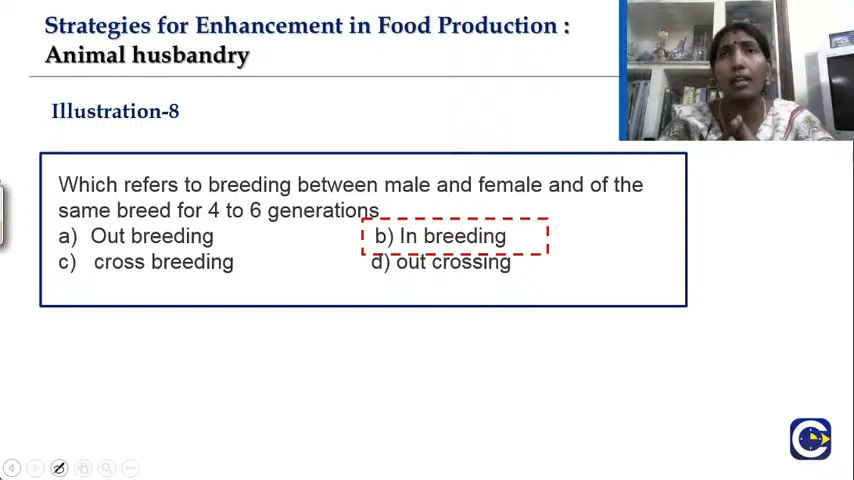 Strategies for Enhancement in Food Production :
Animal husbandry
Illustration-8
Which refers to breeding between male and female and of the
same breed for 4 to 6 generations
a) Out breeding b) In breeding
c) cross breeding d) out crossing